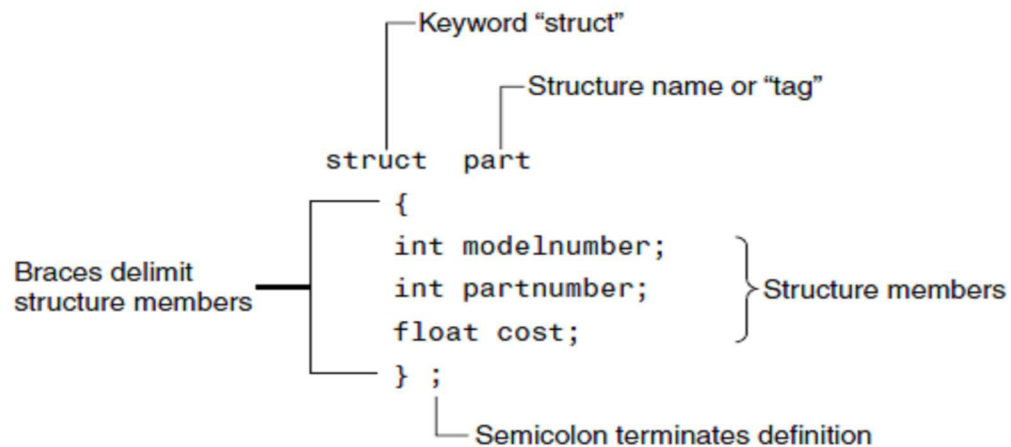 Keyword “struct”
Structure name or “tag”
struct part
{
int modelnumber;
Braces delimit
structure members
int partnumber;
Structure members
float cost;
} ;
Semicolon terminates definition